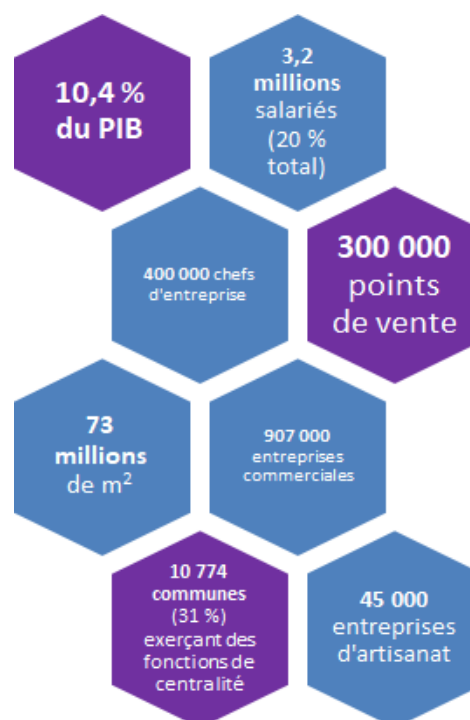 10,4 %
du PIB
3,2
millions
salariés
(20 %
total)
400 000 chefs
d'entreprise
300 000
points
de vente
73
millions
de m²
907 000
entreprises
commerciales
10 774
communes
(31 %)
exerçant des
fonctions de
centralité
45 000
entreprises
d'artisanat